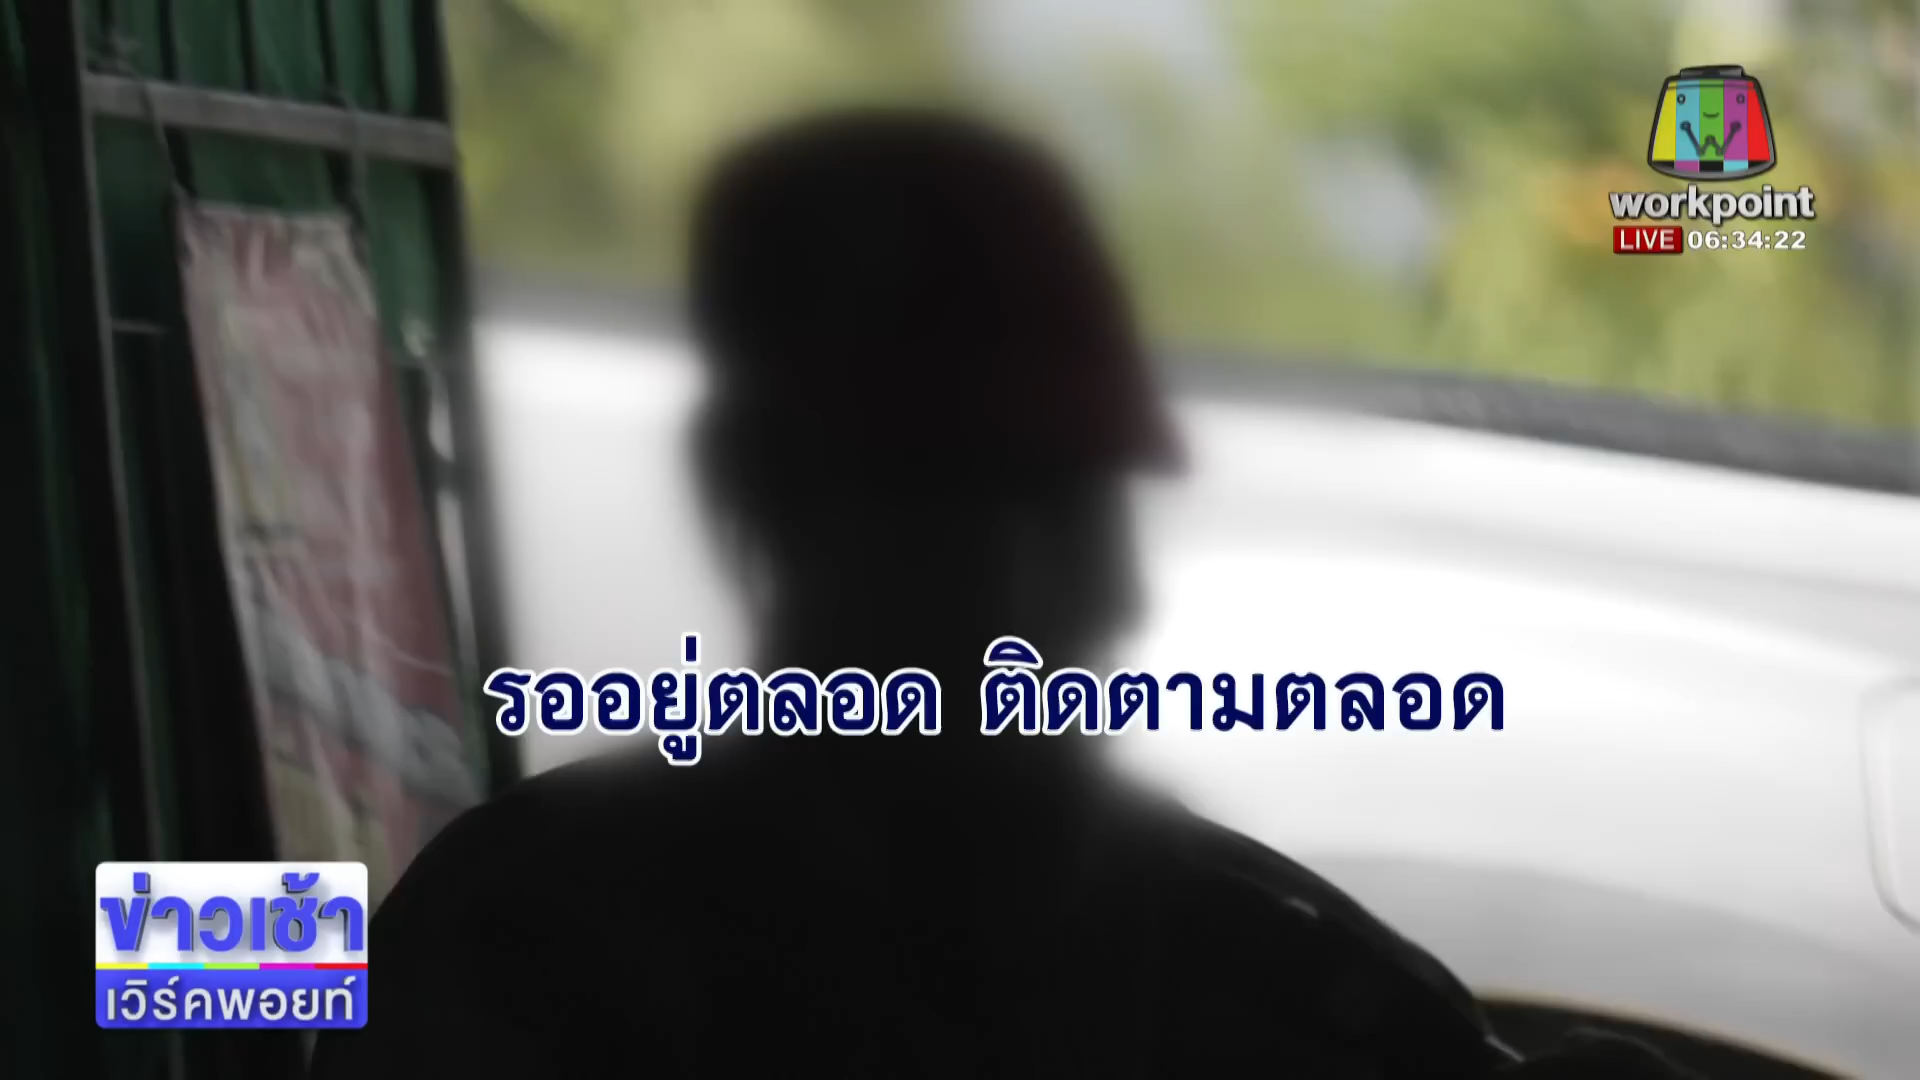 workpoint
LIVE 06:34:22
รออยู่ตลอด ติดตามตลอด
ข่าวเช้า
เวิร์คพอยท์